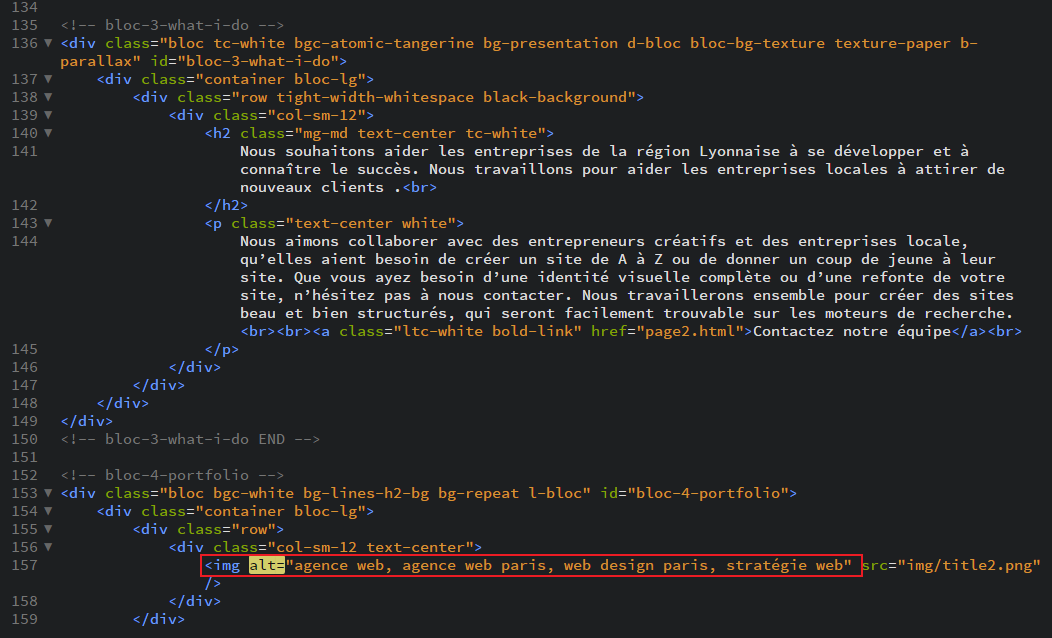 134
135 <!-- bloc-3-what-i-do -->
136 ▼ <div class="bloc tc-white bgc-atomic-tangerine bg-presentation d-bloc bloc-bg-texture texture-paper b-
parallax" id="bloc-3-what-i-do">
137 ▼ <div class="container bloc-lg">
138 ▼ <div class="row tight-width-whitespace black-background">
139 ▼ <div class="col-sm-12">
140 ▼ <h2 class="mg-md text-center tc-white">
141 Nous souhaitons aider les entreprises de la région Lyonnaise à se développer et à
connaître le succès. Nous travaillons pour aider les entreprises locales à attirer de
nouveaux clients .<br>
142 </h2>
143 ▼ <p class="text-center white">
144 Nous aimons collaborer avec des entrepreneurs créatifs et des entreprises locale,
qu’elles aient besoin de créer un site de A à Z ou de donner un coup de jeune à leur
site. Que vous ayez besoin d’une identité visuelle complète ou d’une refonte de votre
site, n’hésitez pas à nous contacter. Nous travaillerons ensemble pour créer des sites
beau et bien structurés, qui seront facilement trouvable sur les moteurs de recherche.
<br><br><a class="ltc-white bold-link" href="page2.html">Contactez notre équipe</a><br>
145 </p>
146 </div>
147 </div>
148 </div>
149 </div>
150 <!-- bloc-3-what-i-do END -->
151
152 <!-- bloc-4-portfolio -->
153 ▼ <div class="bloc bgc-white bg-lines-h2-bg bg-repeat l-bloc" id="bloc-4-portfolio">
154 ▼ <div class="container bloc-lg">
155 ▼ <div class="row">
156 ▼ <div class="col-sm-12 text-center">
157 <img alt="agence web, agence web paris, web design paris, stratégie web" src="img/title2.png"
/>
158 </div>
159 </div>